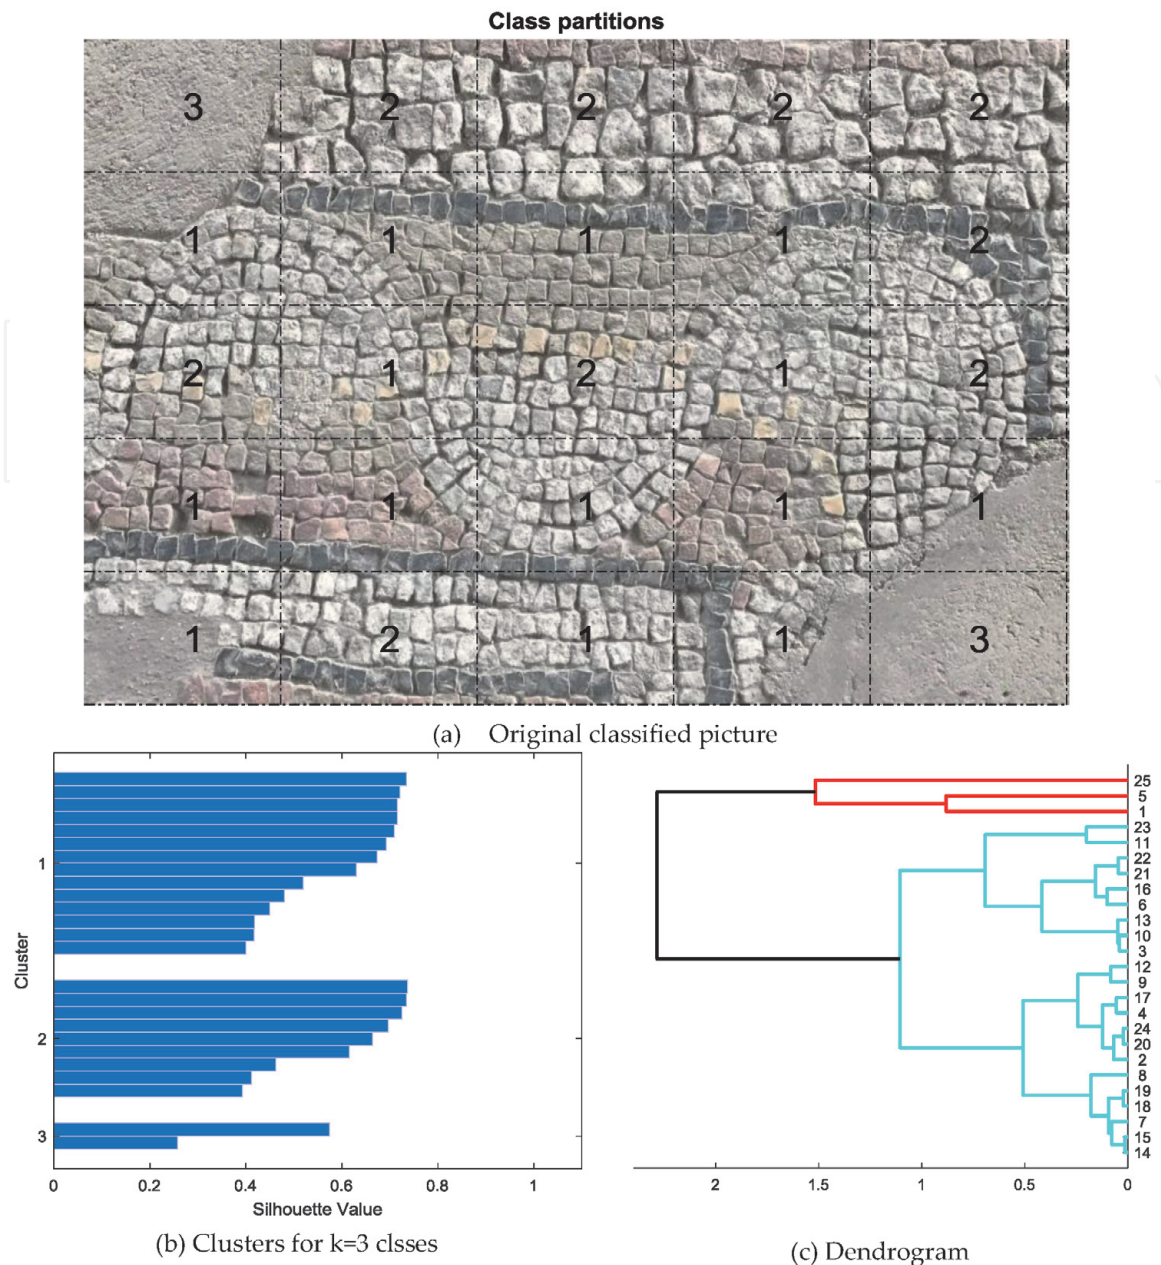 Class partitions
3 2 2 2 2
1 1 1 1 2
2 1 2 1 2
1 1 1 1 1
1 2 1 1 3
(a) Original classified picture
Cluster
1
2
3
0 0.2 0.4 0.6 0.8 1
Silhouette Value
(b) Clusters for k=3 clsses
25
5
1
23
11
22
21
16
6
13
10
3
12
9
17
4
24
20
2
8
19
18
7
15
14
2 1.5 1 0.5 0
(c) Dendrogram